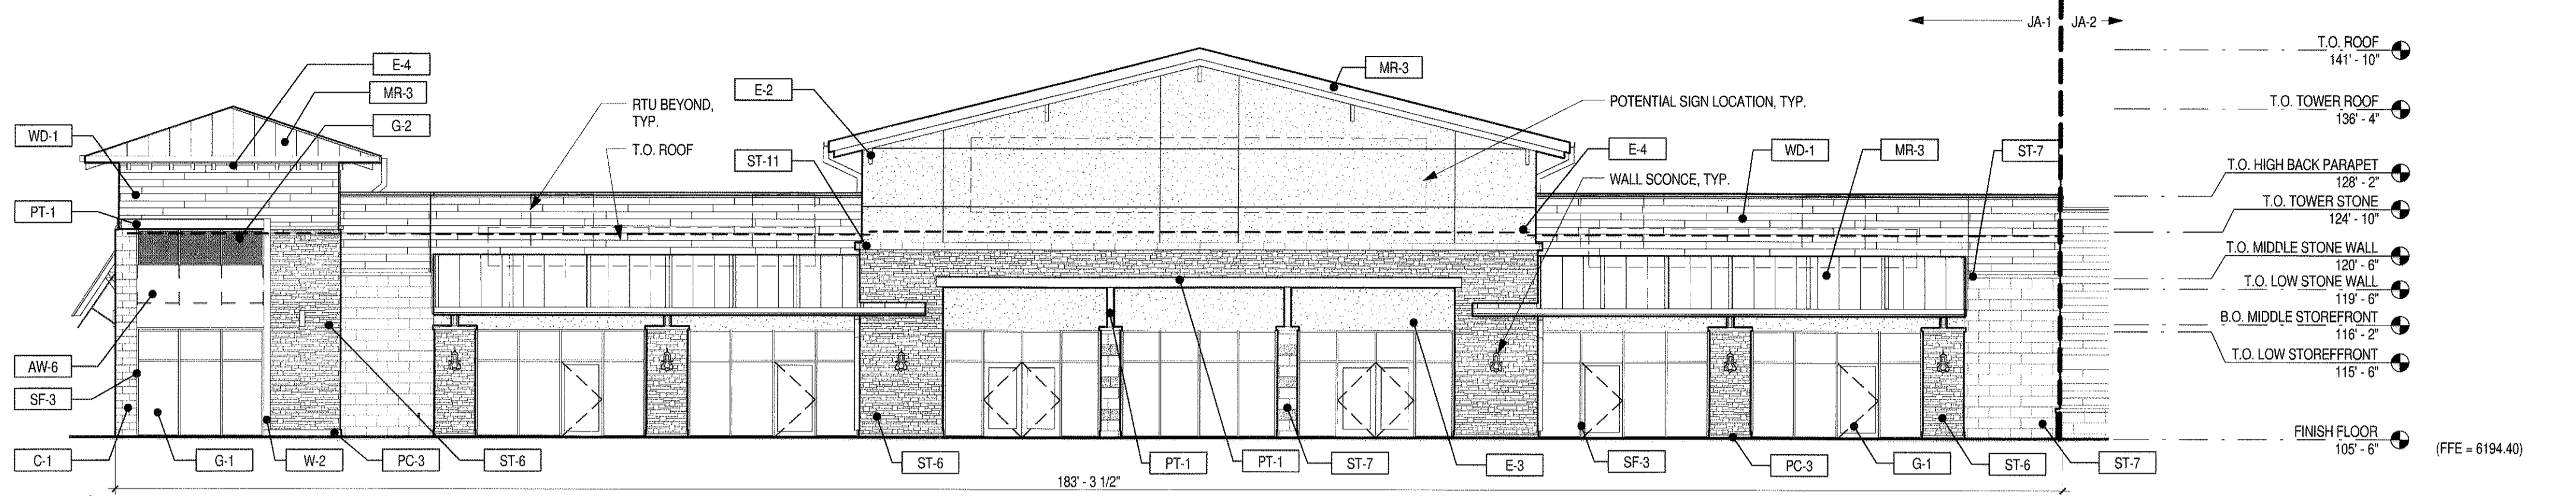 JA-1
JA-2
T.O. ROOF
141' - 10"
T.O. TOWER ROOF
136' - 4"
T.O. HIGH BACK PARAPET
128' - 2"
T.O. TOWER STONE
124' - 10"
T.O. MIDDLE STONE WALL
120' - 6"
T.O. LOW STONE WALL
119' - 6"
B.O. MIDDLE STOREFRONT
116' - 2"
T.O. LOW STOREFFRONT
115' - 6"
FINISH FLOOR
105' - 6"
(FFE = 6194.40)
E-4
MR-3
G-2
WD-1
PT-1
AW-6
SF-3
C-1
G-1
W-2
PC-3
ST-6
RTU BEYOND,
TYP.
T.O. ROOF
E-2
ST-11
MR-3
POTENTIAL SIGN LOCATION, TYP.
E-4
WALL SCONCE, TYP.
WD-1
MR-3
ST-7
ST-6
PT-1
PT-1
ST-7
E-3
SF-3
PC-3
G-1
ST-6
ST-7
183' - 3 1/2"